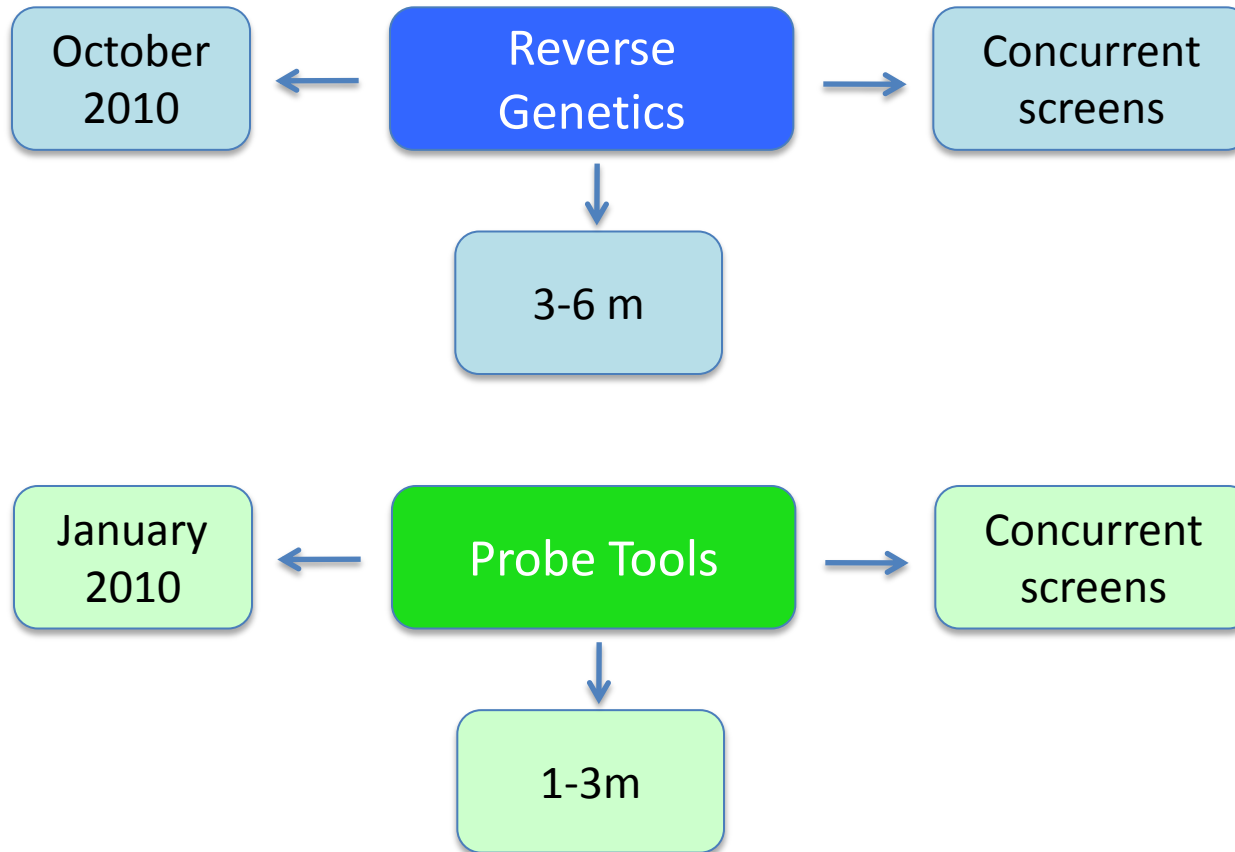 October
2010
Reverse
Genetics
Concurrent
screens
3-6 m
January
2010
Probe Tools
Concurrent
screens
1-3m